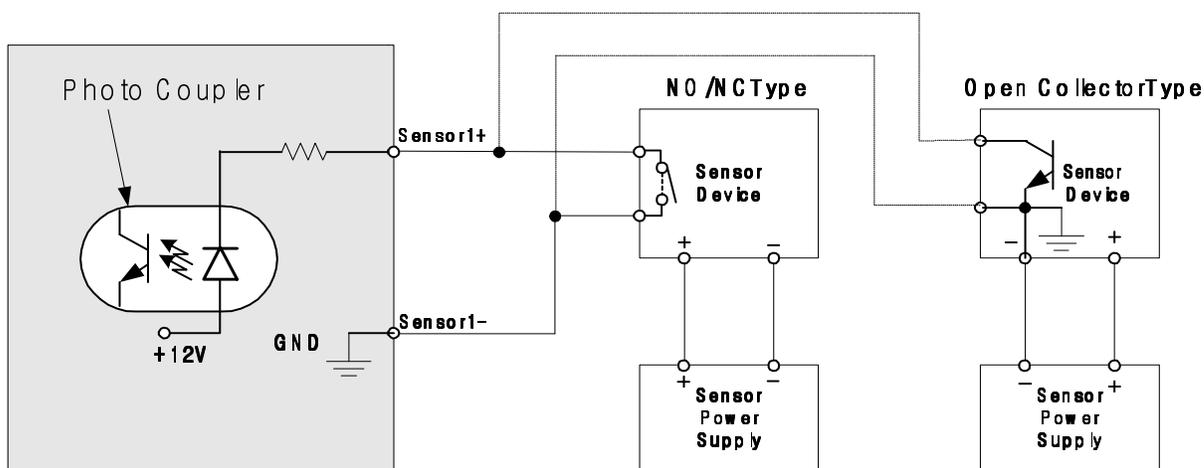 Photo Coupler
Sensor1+
+12V
GND
Sensor1-
NO/NC Type
Sensor
Device
+ -
+ -
Sensor
Power
Supply
Open Collector Type
Sensor
Device
- +
- +
Sensor
Power
Supply